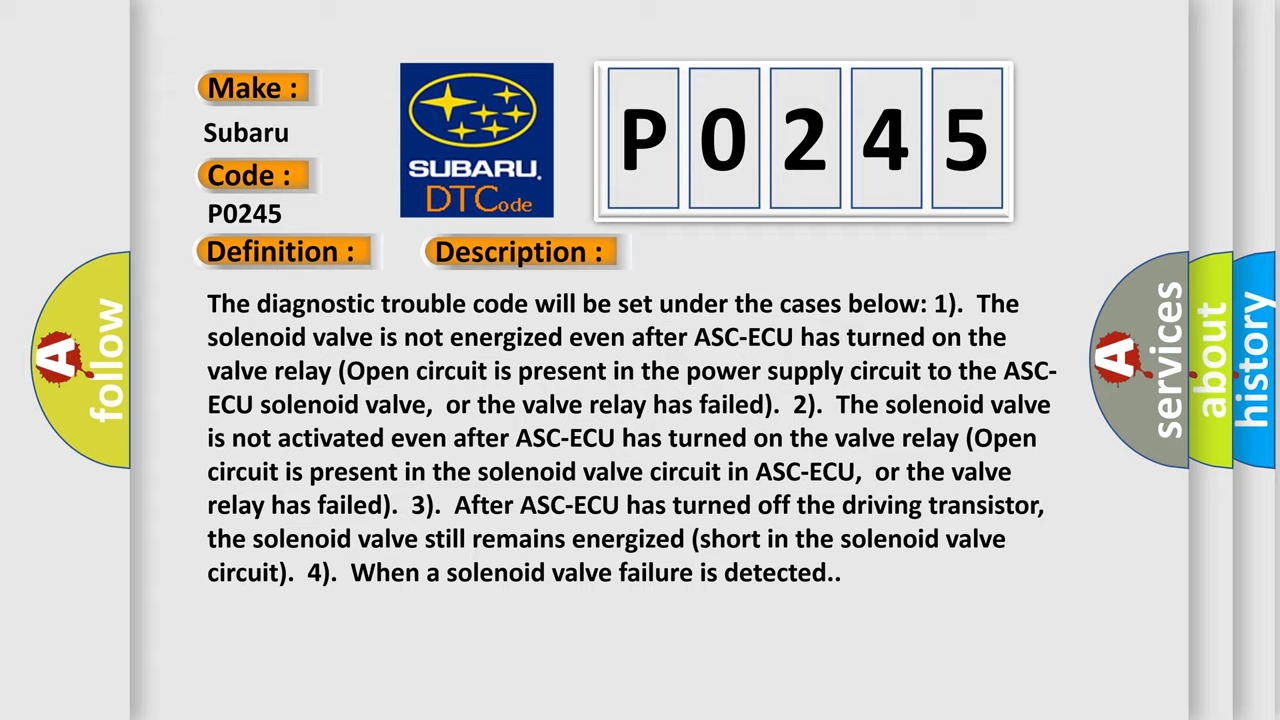 Make :
Subaru
Code :
P0245
SUBARU
DTCode
P0245
Definition :
Description :
The diagnostic trouble code will be set under the cases below: 1). The
solenoid valve is not energized even after ASC-ECU has turned on the
valve relay (Open circuit is present in the power supply circuit to the ASC-
ECU solenoid valve, or the valve relay has failed). 2). The solenoid valve
is not activated even after ASC-ECU has turned on the valve relay (Open
circuit is present in the solenoid valve circuit in ASC-ECU, or the valve
relay has failed). 3). After ASC-ECU has turned off the driving transistor,
the solenoid valve still remains energized (short in the solenoid valve
circuit). 4). When a solenoid valve failure is detected..
A follow
A services
about
history